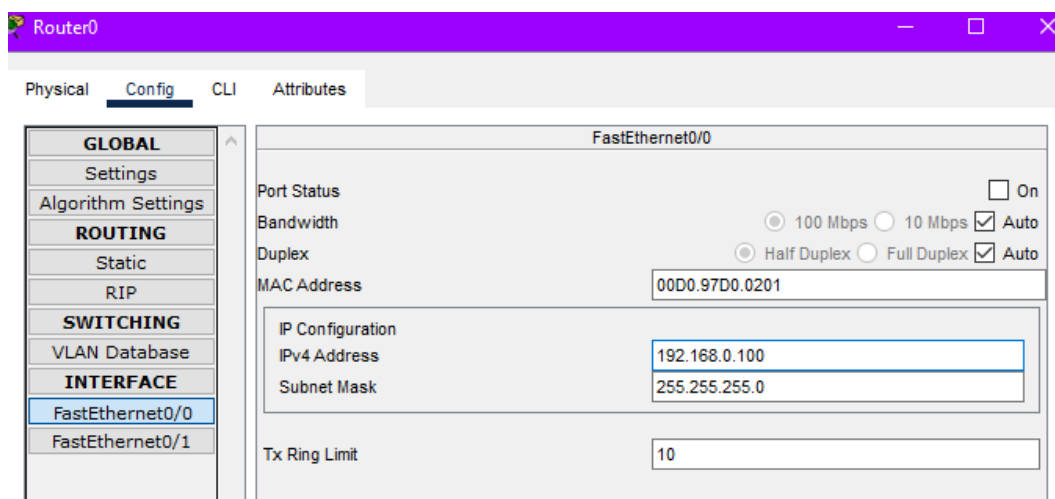 Router0
Physical Config CLI Attributes
GLOBAL
Settings
Algorithm Settings
ROUTING
Static
RIP
SWITCHING
VLAN Database
INTERFACE
FastEthernet0/0
FastEthernet0/1
FastEthernet0/0
Port Status On
Bandwidth 100 Mbps 10 Mbps Auto
Duplex Half Duplex Full Duplex Auto
MAC Address 00D0.97D0.0201
IP Configuration
IPv4 Address 192.168.0.100
Subnet Mask 255.255.255.0
Tx Ring Limit 10